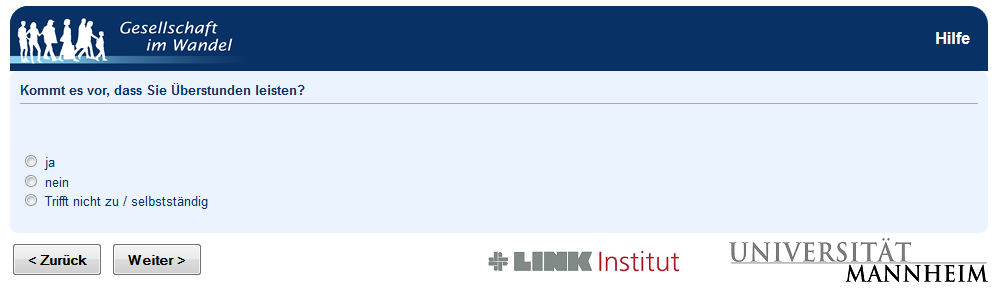 Gesellschaft
im Wandel
Hilfe
Kommt es vor, dass Sie Überstunden leisten?
ja
nein
Trifft nicht zu / selbstständig
< Zurück
Weiter >
LINK Institut
UNIVERSITÄT
MANNHEIM